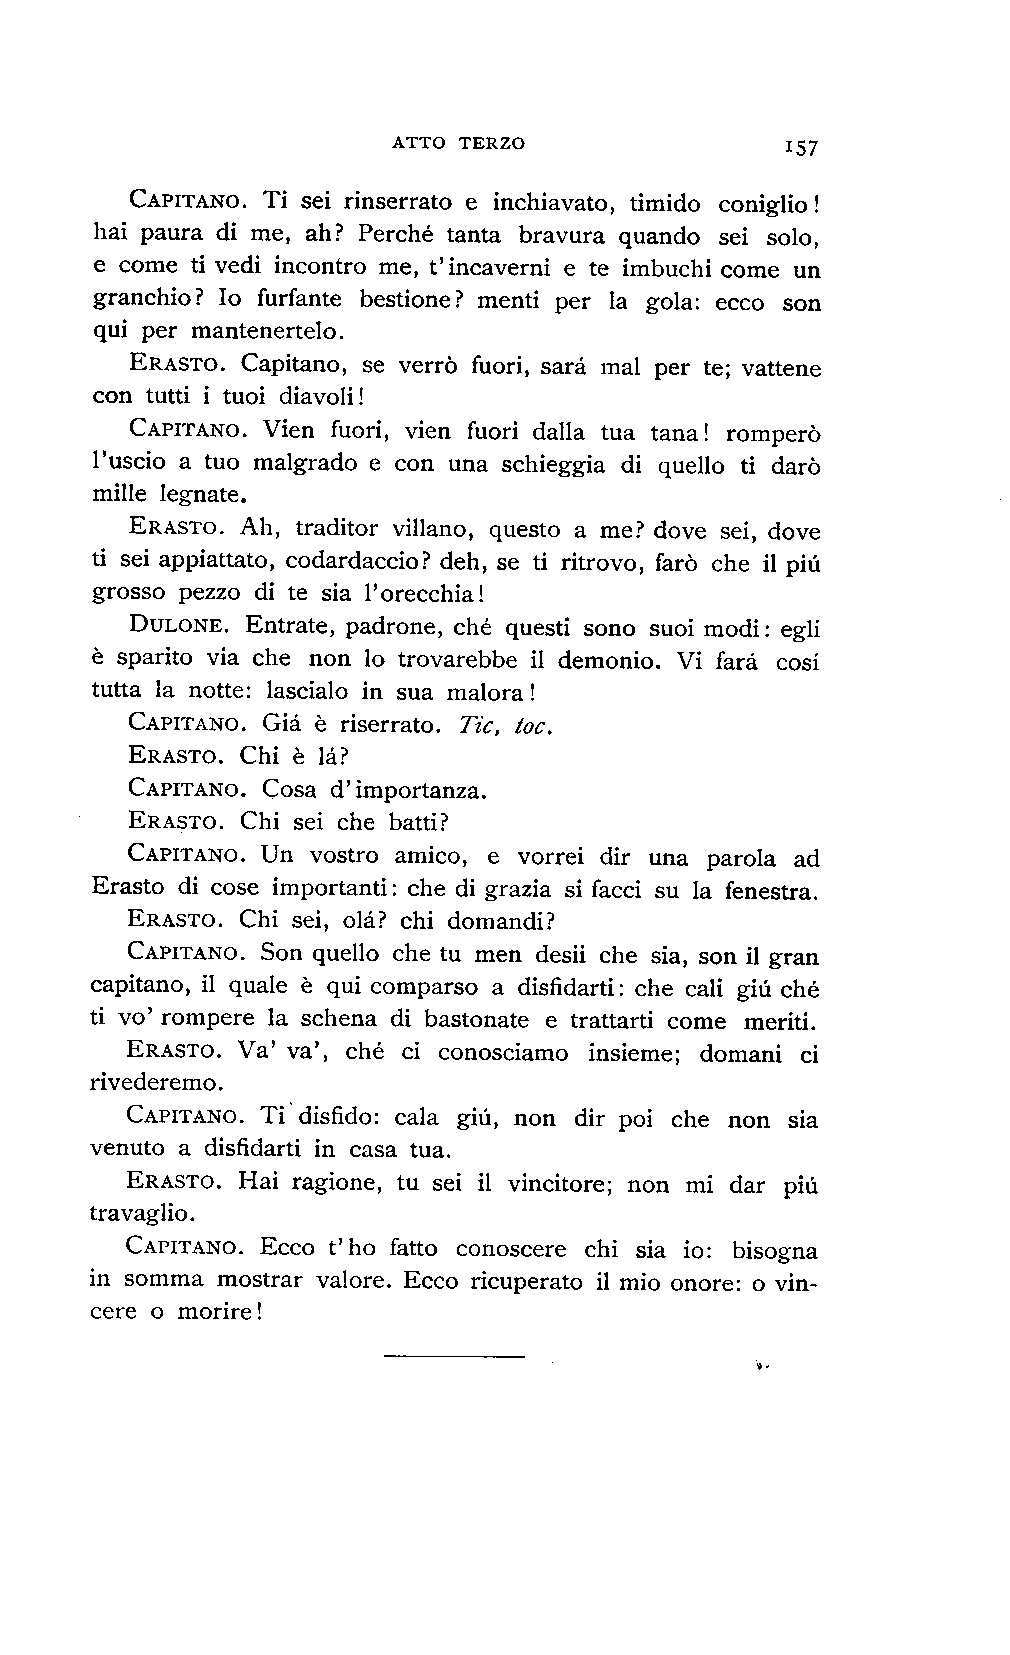 ATTO TERZO 157
CAPITANO. Ti sei rinserrato e inchiavato, timido coniglio!
hai paura di me, ah? Perché tanta bravura quando sei solo,
e come ti vedi incontro me, t'incaverni e te imbuchi come un
granchio? Io furfante bestione? menti per la gola: ecco son
qui per mantenertelo.
ERASTO. Capitano, se verrò fuori, sará mal per te; vattene
con tutti i tuoi diavoli!
CAPITANO. Vien fuori, vien fuori dalla tua tana! romperò
l'uscio a tuo malgrado e con una schieggia di quello ti darò
mille legnate.
ERASTO. Ah, traditor villano, questo a me? dove sei, dove
ti sei appiattato, codardaccio? deh, se ti ritrovo, farò che il piú
grosso pezzo di te sia l'orecchia!
DULONE. Entrate, padrone, ché questi sono suoi modi: egli
è sparito via che non lo trovarebbe il demonio. Vi fará cosí
tutta la notte: lascialo in sua malora!
CAPITANO. Giá è riserrato. Tic, toc.
ERASTO. Chi è lá?
CAPITANO. Cosa d'importanza.
ERASTO. Chi sei che batti?
CAPITANO. Un vostro amico, e vorrei dir una parola ad
Erasto di cose importanti: che di grazia si facci su la fenestra.
ERASTO. Chi sei, olá? chi domandi?
CAPITANO. Son quello che tu men desii che sia, son il gran
capitano, il quale è qui comparso a disfidarti: che cali giú ché
ti vo' rompere la schena di bastonate e trattarti come meriti.
ERASTO. Va' va', ché ci conosciamo insieme; domani ci
rivederemo.
CAPITANO. Ti disfido: cala giú, non dir poi che non sia
venuto a disfidarti in casa tua.
ERASTO. Hai ragione, tu sei il vincitore; non mi dar piú
travaglio.
CAPITANO. Ecco t'ho fatto conoscere chi sia io: bisogna
in somma mostrar valore. Ecco ricuperato il mio onore: o vin-
cere o morire!